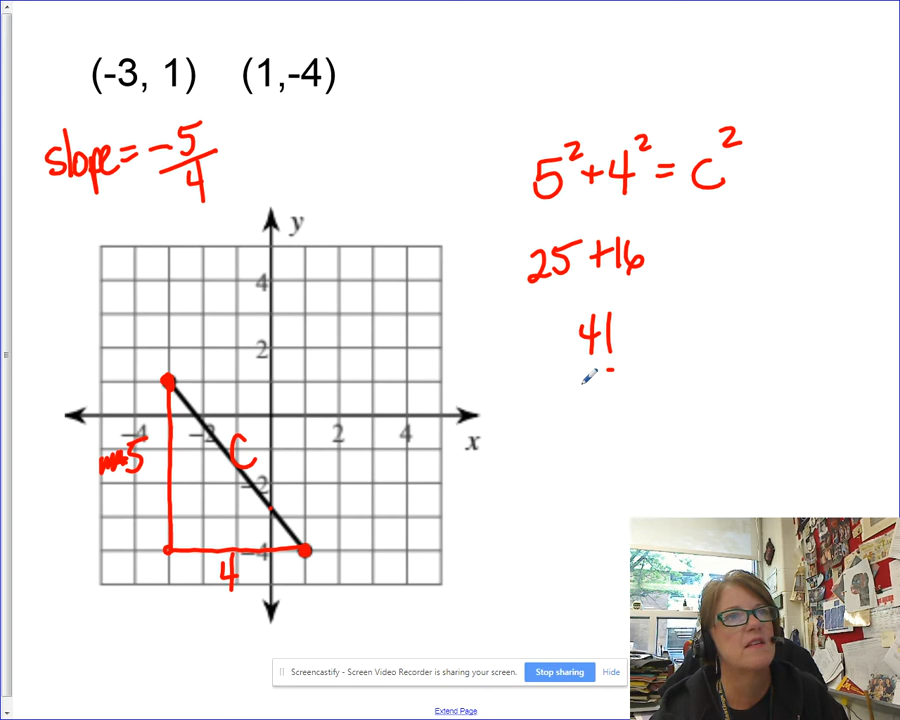 (-3, 1) (1,-4)
slope = -5/4
5² + 4² = c²
25 + 16
41
y
4
2
-4
-2
2
4
x
5
C
-2
-4
4
Screencastify - Screen Video Recorder is sharing your screen. Stop sharing Hide
Extend Page